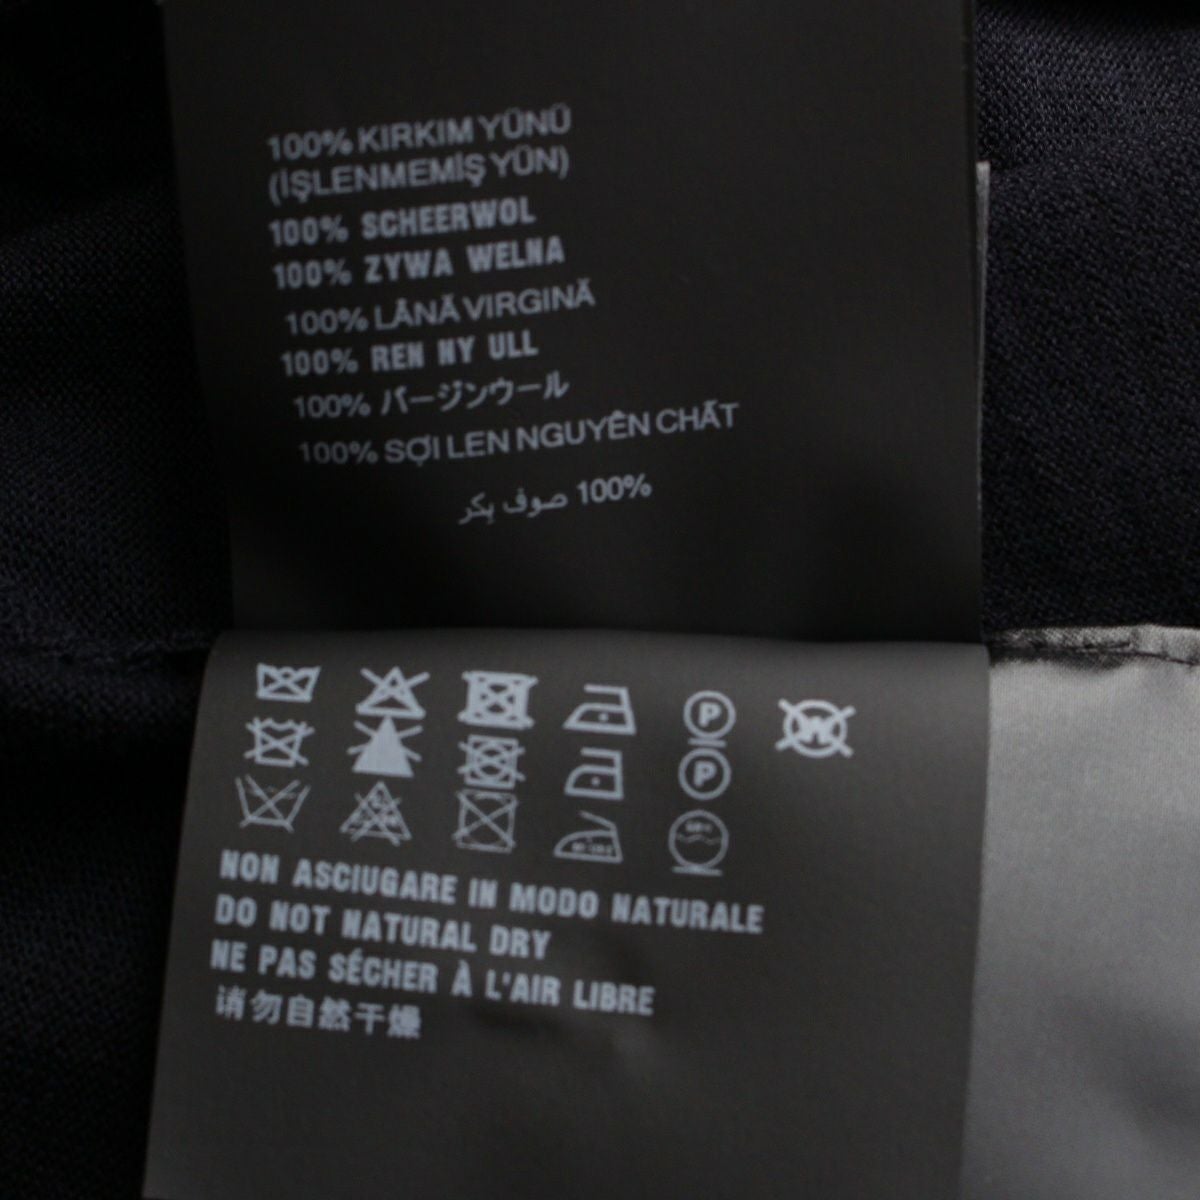 100% KIRKIM YÜNÜ
(İŞLENMEMİŞ YÜN)
100% SCHEERWOL
100% ZYWA WELNA
100% LÂNĂ VIRGINĂ
100% REN NY ULL
100% バージンウール
100% SỢI LEN NGUYÊN CHẤT
100% صوف بكر
P
W
P
NON ASCIUGARE IN MODO NATURALE
DO NOT NATURAL DRY
NE PAS SÉCHER À L'AIR LIBRE
请勿自然干燥